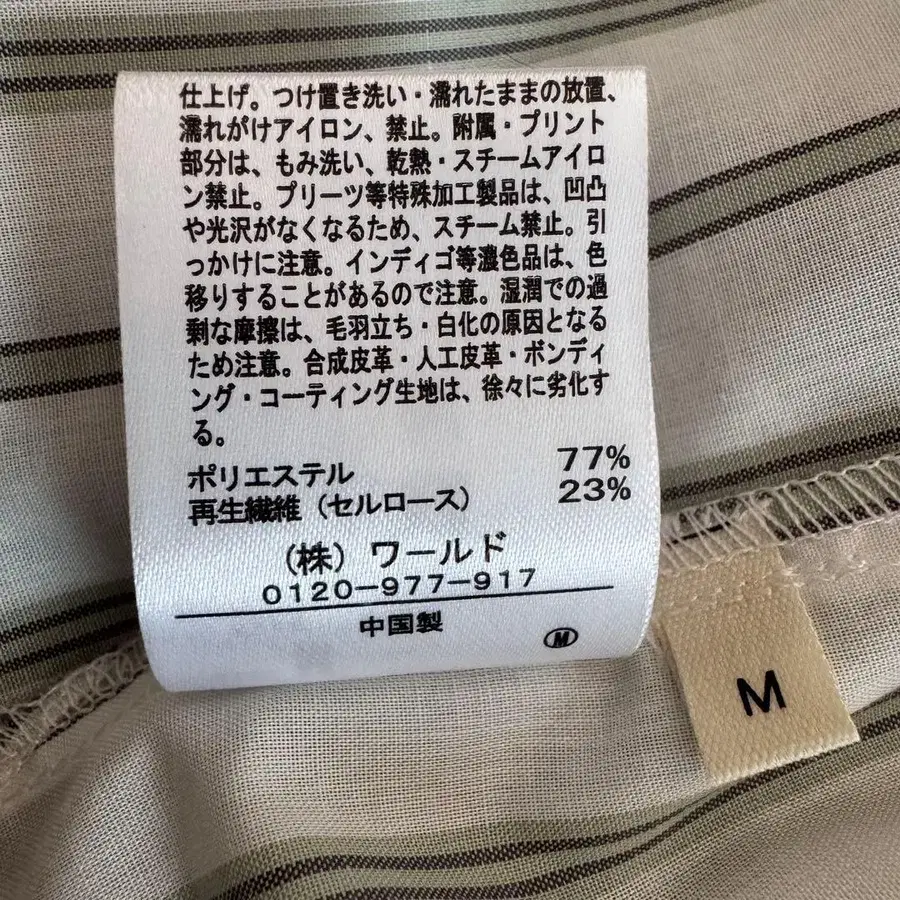 仕上げ。つけ置き洗い・濡れたままの放置、
濡れがけアイロン、禁止。附属・プリント
部分は、もみ洗い、乾熱・スチームアイロ
ン禁止。プリーツ等特殊加工製品は、凹凸
や光沢がなくなるため、スチーム禁止。引
っかけに注意。インディゴ等濃色品は、色
移りすることがあるので注意。湿潤での過
剰な摩擦は、毛羽立ち・白化の原因となる
ため注意。合成皮革・人工皮革・ボンディ
ング・コーティング生地は、徐々に劣化す
る。
ポリエステル 77%
再生繊維（セルロース） 23%
（株）ワールド
0120-977-917
中国製
M
M